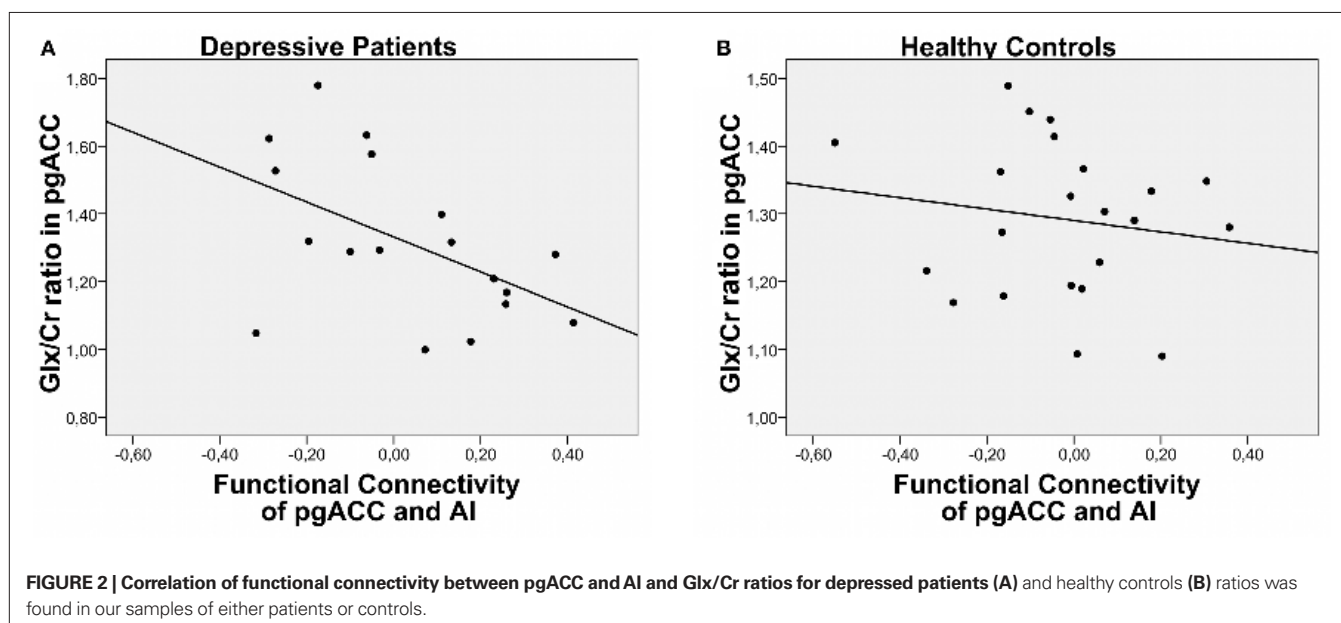 A
Depressive Patients
Glx/Cr ratio in pgACC
1,80
1,60
1,40
1,20
1,00
0,80
-0,60
-0,40
-0,20
0,00
0,20
0,40
Functional Connectivity
of pgACC and AI
B
Healthy Controls
Glx/Cr ratio in pgACC
1,50
1,40
1,30
1,20
1,10
1,00
-0,60
-0,40
-0,20
0,00
0,20
0,40
Functional Connectivity
of pgACC and AI
FIGURE 2 | Correlation of functional connectivity between pgACC and AI and Glx/Cr ratios for depressed patients (A) and healthy controls (B) ratios was
found in our samples of either patients or controls.